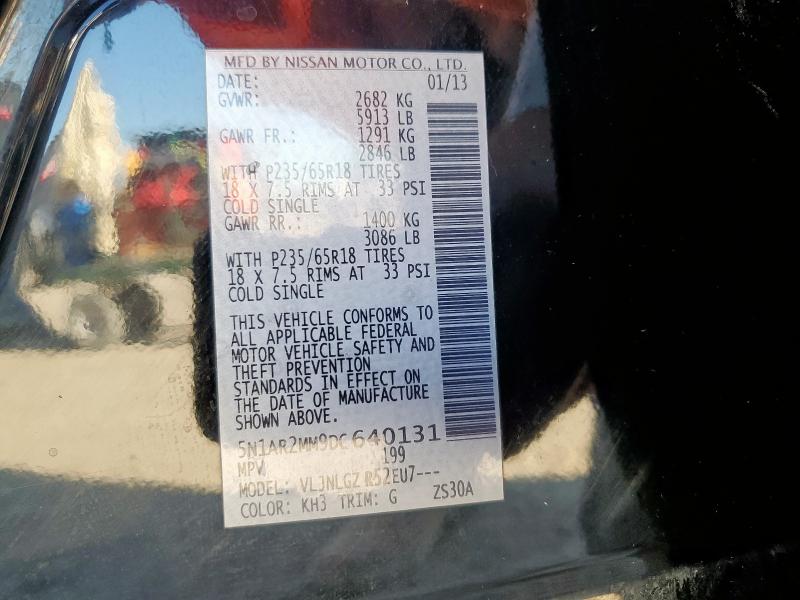 MFD BY NISSAN MOTOR CO., LTD.
DATE: 01/13
GVWR: 2682 KG
5913 LB
GAWR FR.: 1291 KG
2846 LB
WITH P235/65R18 TIRES
18 X 7.5 RIMS AT 33 PSI
COLD SINGLE
GAWR RR.: 1400 KG
3086 LB
WITH P235/65R18 TIRES
18 X 7.5 RIMS AT 33 PSI
COLD SINGLE
THIS VEHICLE CONFORMS TO
ALL APPLICABLE FEDERAL
MOTOR VEHICLE SAFETY AND
THEFT PREVENTION
STANDARDS IN EFFECT ON
THE DATE OF MANUFACTURE
SHOWN ABOVE.
5N1AR2MM9DC640131
MPV 199
MODEL: VLJNLGZ R52EU7---
COLOR: KH3 TRIM: G ZS30A